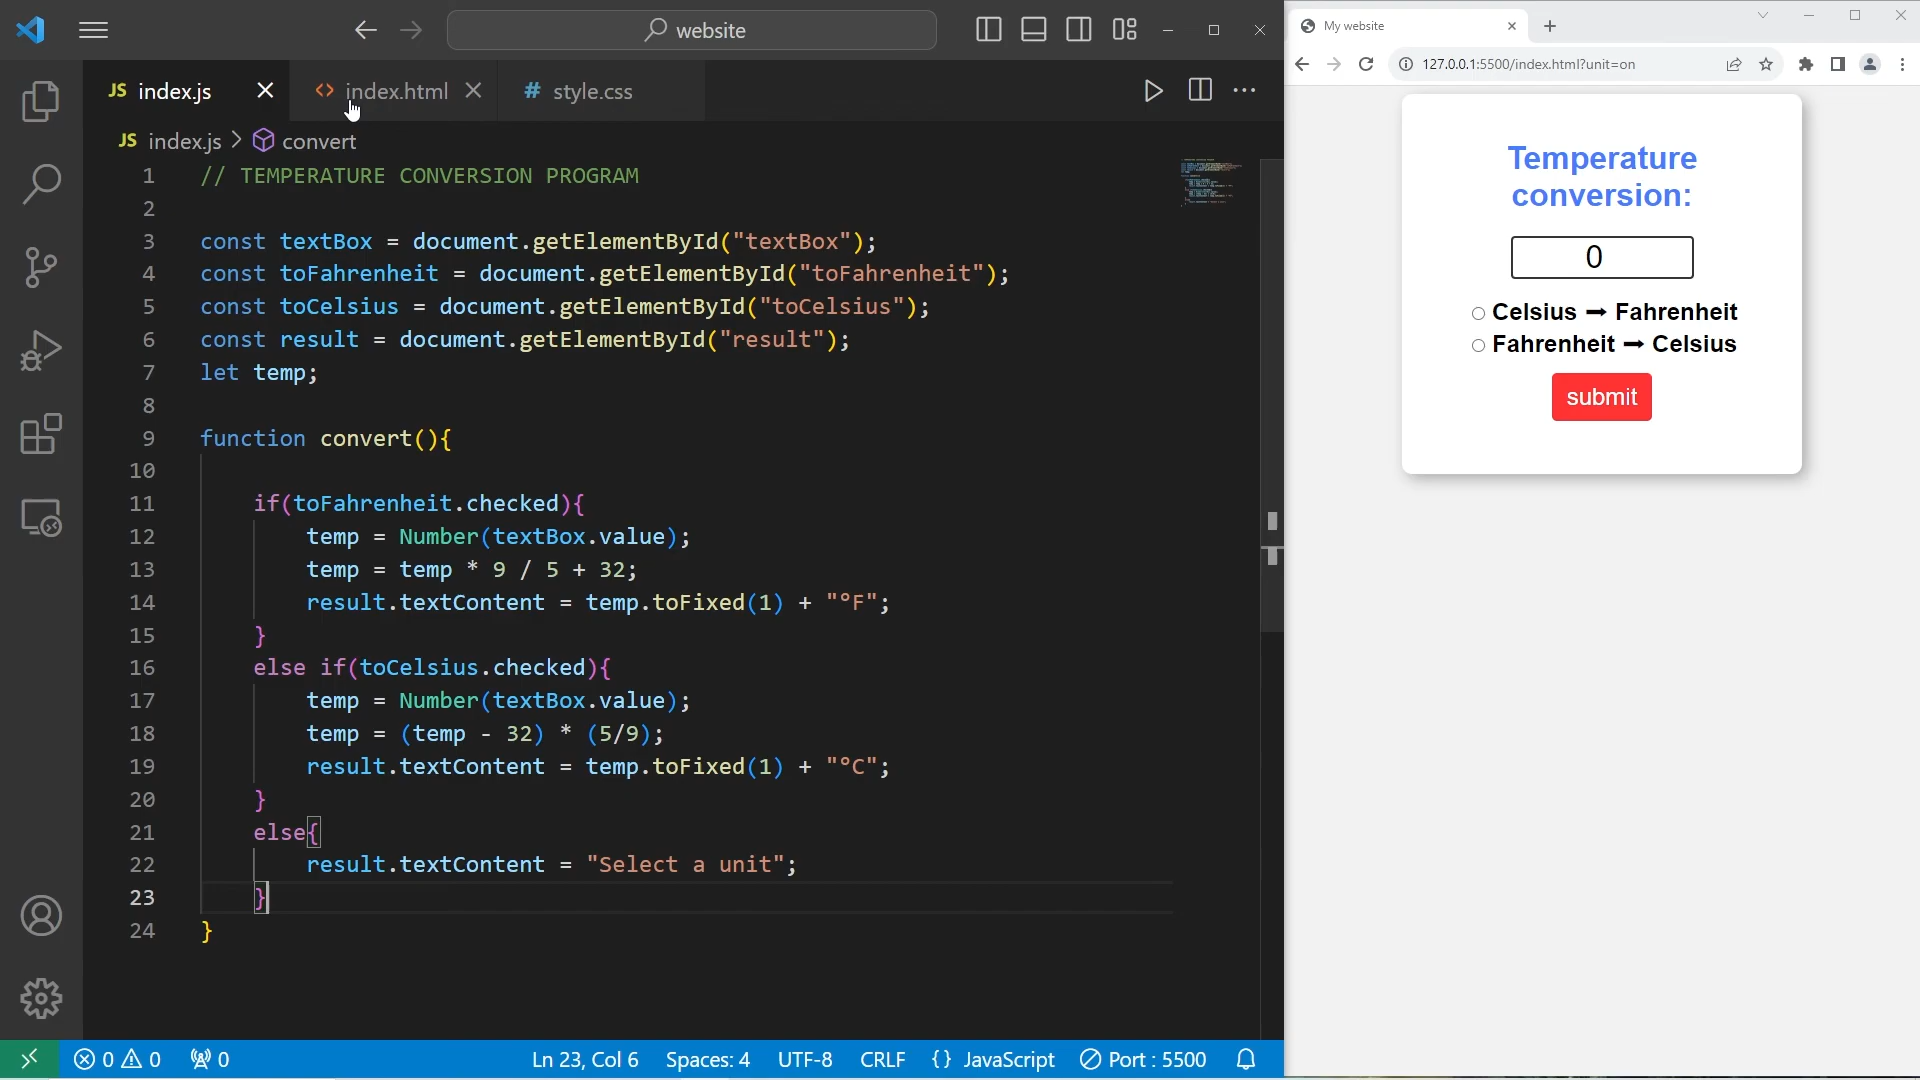 website
JS index.js
<> index.html
# style.css
JS index.js > convert
1 // TEMPERATURE CONVERSION PROGRAM
2
3 const textBox = document.getElementById("textBox");
4 const toFahrenheit = document.getElementById("toFahrenheit");
5 const toCelsius = document.getElementById("toCelsius");
6 const result = document.getElementById("result");
7 let temp;
8
9 function convert(){
10
11 if(toFahrenheit.checked){
12 temp = Number(textBox.value);
13 temp = temp * 9 / 5 + 32;
14 result.textContent = temp.toFixed(1) + "°F";
15 }
16 else if(toCelsius.checked){
17 temp = Number(textBox.value);
18 temp = (temp - 32) * (5/9);
19 result.textContent = temp.toFixed(1) + "°C";
20 }
21 else{
22 result.textContent = "Select a unit";
23 }
24 }
0 0 0 Ln 23, Col 6 Spaces: 4 UTF-8 CRLF {} JavaScript Port : 5500
My website
127.0.0.1:5500/index.html?unit=on
Temperature
conversion:
0
Celsius ➞ Fahrenheit
Fahrenheit ➞ Celsius
submit